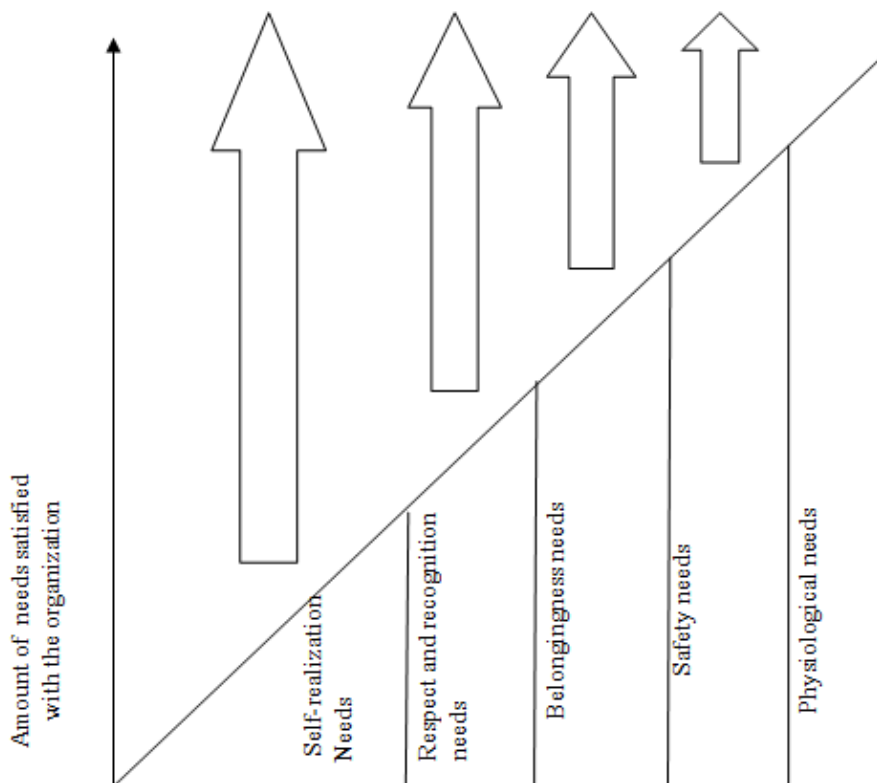 Amount of needs satisfied
with the organization
Self-realization
Needs
Respect and recognition
needs
Belongingness needs
Safety needs
Physiological needs